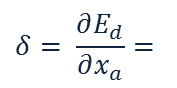 δ = ∂E_d / ∂x_a =